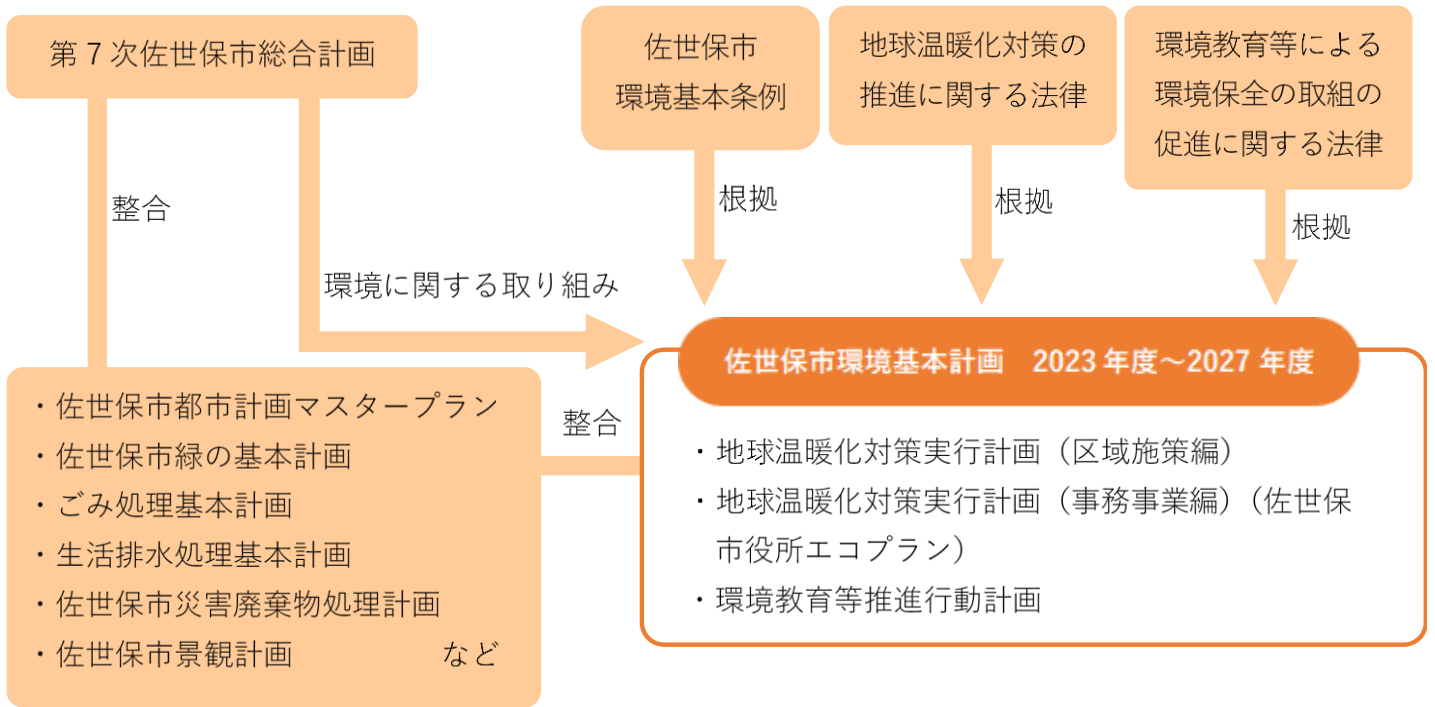 第7次佐世保市総合計画
佐世保市
環境基本条例
地球温暖化対策の
推進に関する法律
環境教育等による
環境保全の取組の
促進に関する法律
整合
根拠
根拠
根拠
環境に関する取り組み
佐世保市環境基本計画　2023年度～2027年度
・佐世保市都市計画マスタープラン
・佐世保市緑の基本計画
・ごみ処理基本計画
・生活排水処理基本計画
・佐世保市災害廃棄物処理計画
・佐世保市景観計画　　　　　など
整合
・地球温暖化対策実行計画（区域施策編）
・地球温暖化対策実行計画（事務事業編）（佐世保
市役所エコプラン）
・環境教育等推進行動計画